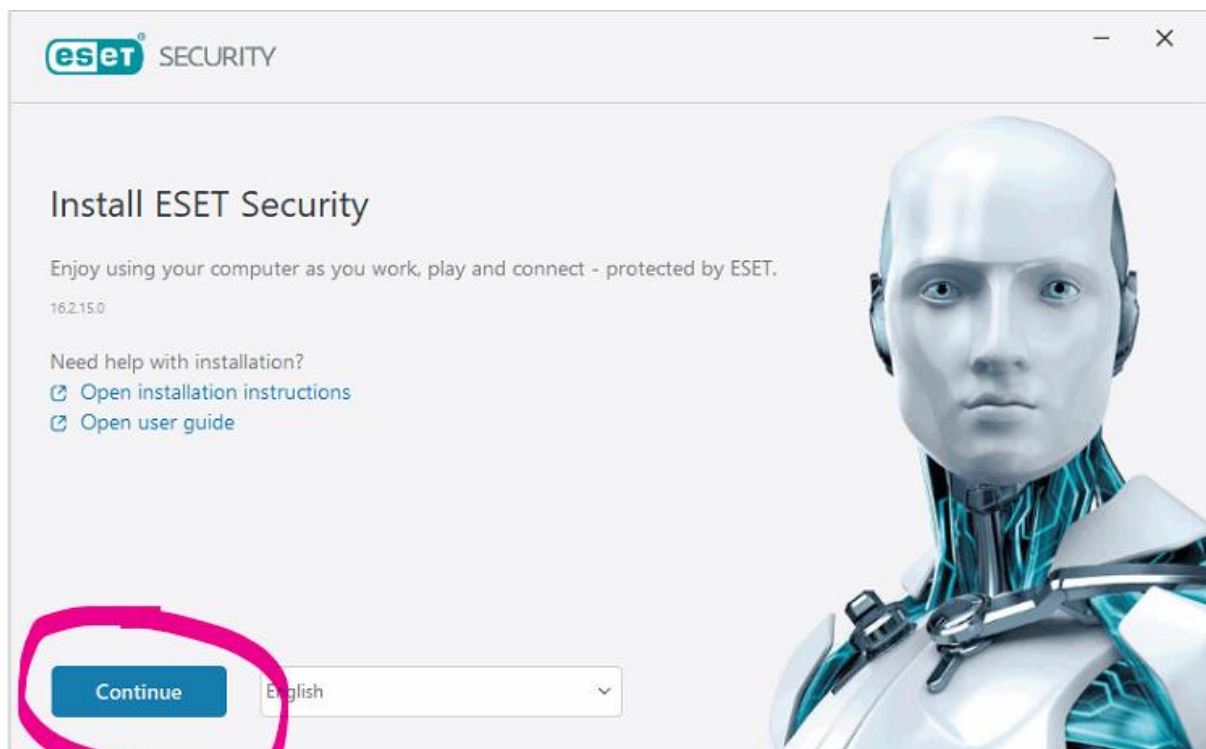 eseT® SECURITY
Install ESET Security
Enjoy using your computer as you work, play and connect - protected by ESET.
16.2.15.0
Need help with installation?
Open installation instructions
Open user guide
Continue
English